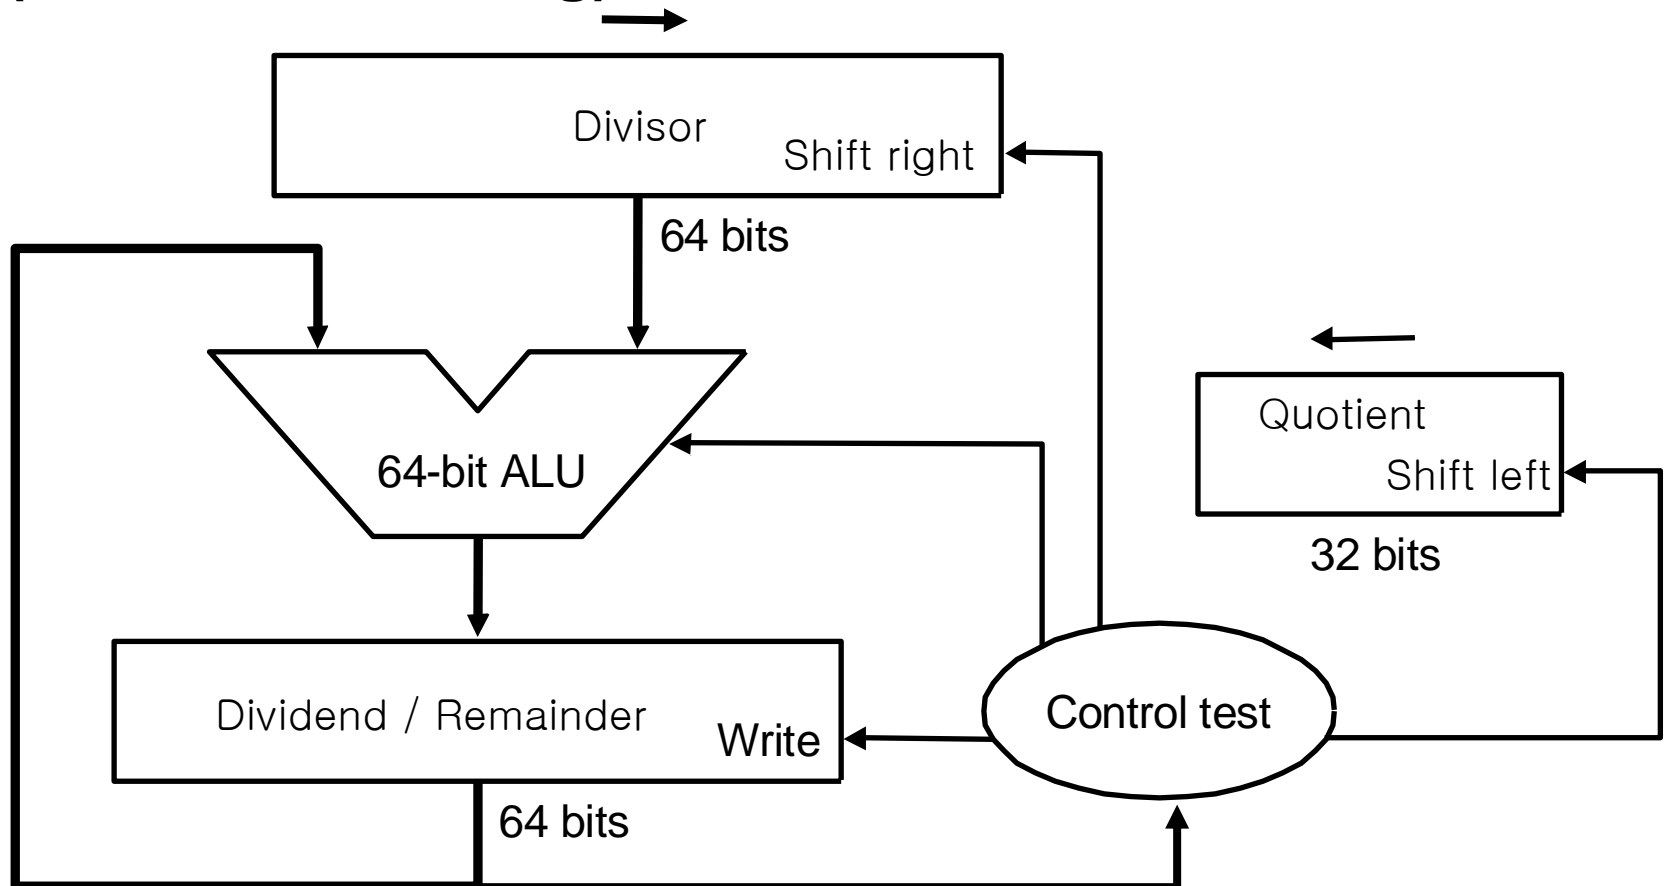 Divisor
Shift right
64 bits
Quotient
64-bit ALU
Shift left
32 bits
Dividend / Remainder
Write
Control test
64 bits